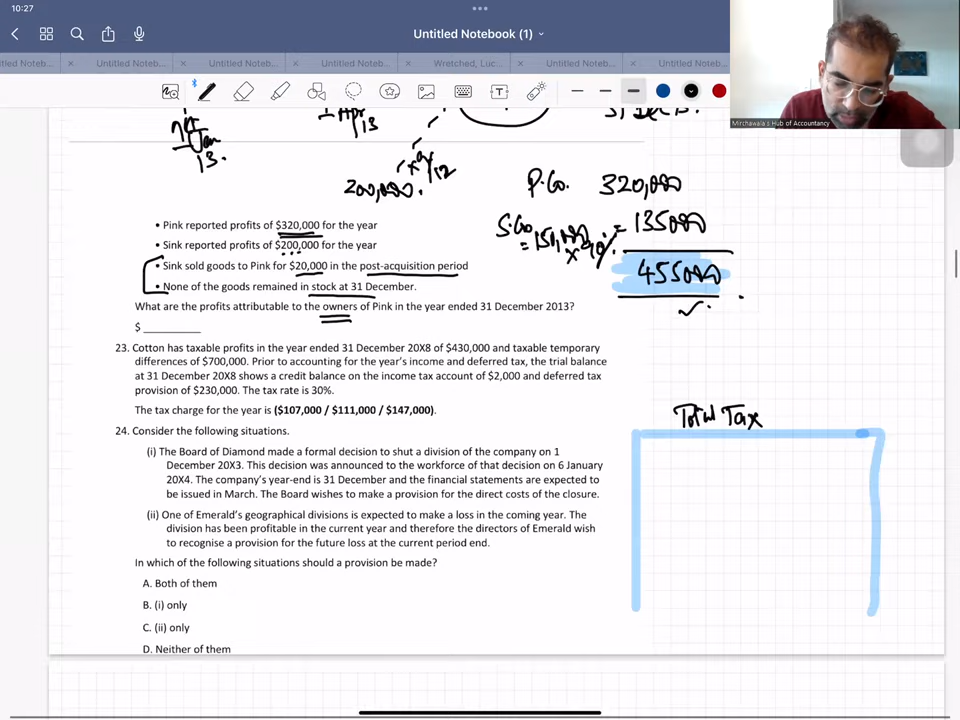 10:27
Untitled Notebook (1)
Untitled Noteb...
Untitled Noteb...
Untitled Noteb...
Wretched, Luc...
Untitled Noteb...
Untitled Noteb...
Mirchawala's Hub of Accountancy
1 Apr
13
Jan
13.
200,000.
P.Co. 320,000
S.Co = 135000
= 150,000
455000
• Pink reported profits of $320,000 for the year
• Sink reported profits of $200,000 for the year
• Sink sold goods to Pink for $20,000 in the post-acquisition period
• None of the goods remained in stock at 31 December.
What are the profits attributable to the owners of Pink in the year ended 31 December 2013?
$ __________
23. Cotton has taxable profits in the year ended 31 December 20X8 of $430,000 and taxable temporary
differences of $700,000. Prior to accounting for the year's income and deferred tax, the trial balance
at 31 December 20X8 shows a credit balance on the income tax account of $2,000 and deferred tax
provision of $230,000. The tax rate is 30%.
The tax charge for the year is ($107,000 / $111,000 / $147,000).
Total Tax
24. Consider the following situations.
(i) The Board of Diamond made a formal decision to shut a division of the company on 1
December 20X3. This decision was announced to the workforce of that decision on 6 January
20X4. The company's year-end is 31 December and the financial statements are expected to
be issued in March. The Board wishes to make a provision for the direct costs of the closure.
(ii) One of Emerald's geographical divisions is expected to make a loss in the coming year. The
division has been profitable in the current year and therefore the directors of Emerald wish
to recognise a provision for the future loss at the current period end.
In which of the following situations should a provision be made?
A. Both of them
B. (i) only
C. (ii) only
D. Neither of them